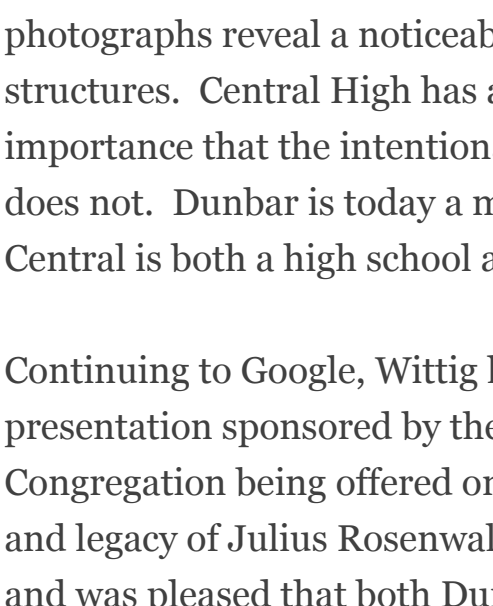 photographs reveal a noticeab
structures.  Central High has a
importance that the intention
does not.  Dunbar is today a m
Central is both a high school a
Continuing to Google, Wittig
presentation sponsored by the
Congregation being offered on
and legacy of Julius Rosenwal
and was pleased that both Du